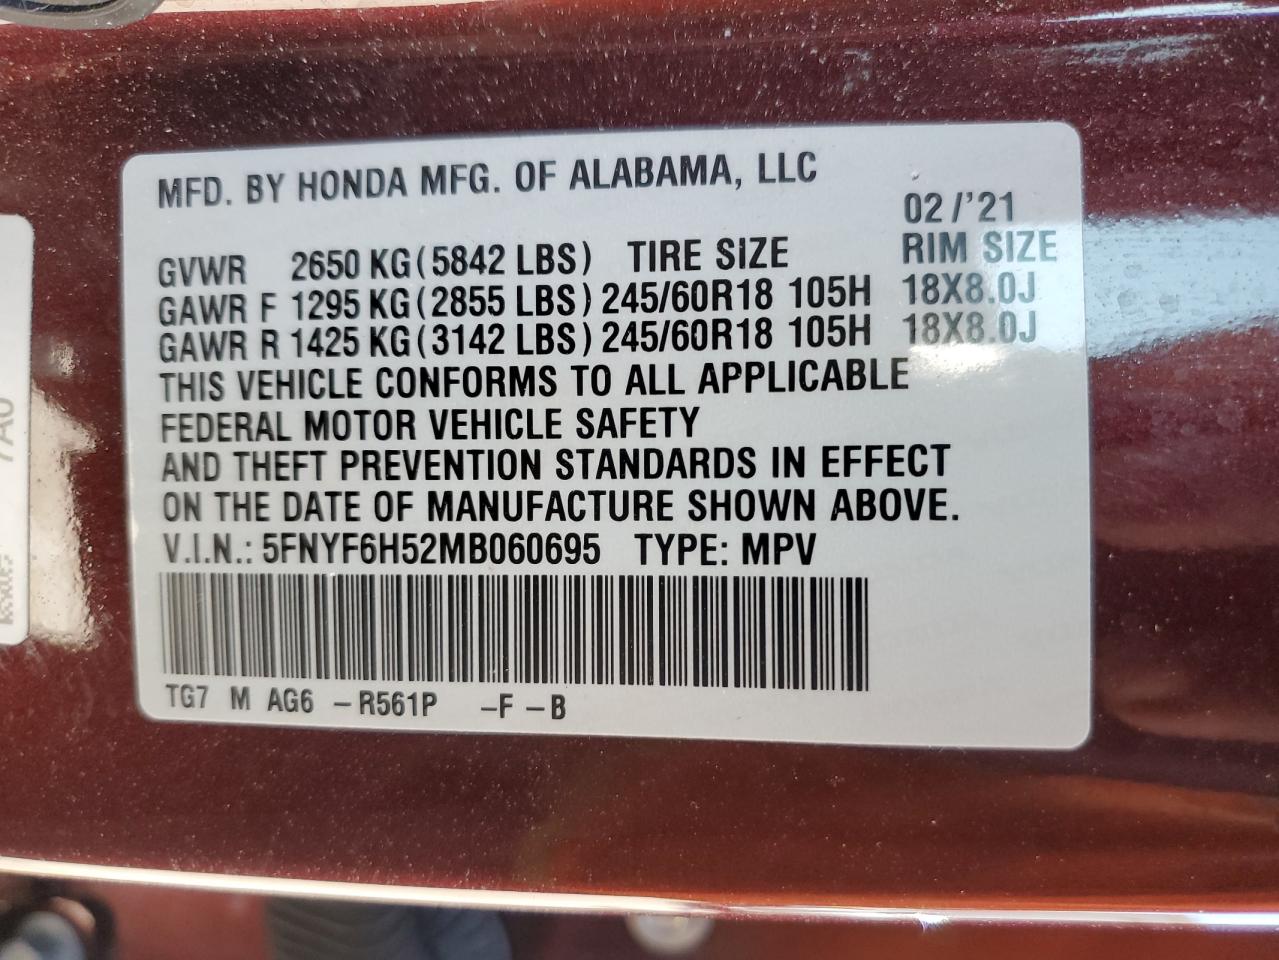 MFD. BY HONDA MFG. OF ALABAMA, LLC
02/'21
GVWR 2650 KG(5842 LBS) TIRE SIZE RIM SIZE
GAWR F 1295 KG(2855 LBS) 245/60R18 105H 18X8.0J
GAWR R 1425 KG(3142 LBS) 245/60R18 105H 18X8.0J
THIS VEHICLE CONFORMS TO ALL APPLICABLE
FEDERAL MOTOR VEHICLE SAFETY
AND THEFT PREVENTION STANDARDS IN EFFECT
ON THE DATE OF MANUFACTURE SHOWN ABOVE.
V.I.N.: 5FNYF6H52MB060695 TYPE: MPV
TG7 M AG6 –R561P –F –B